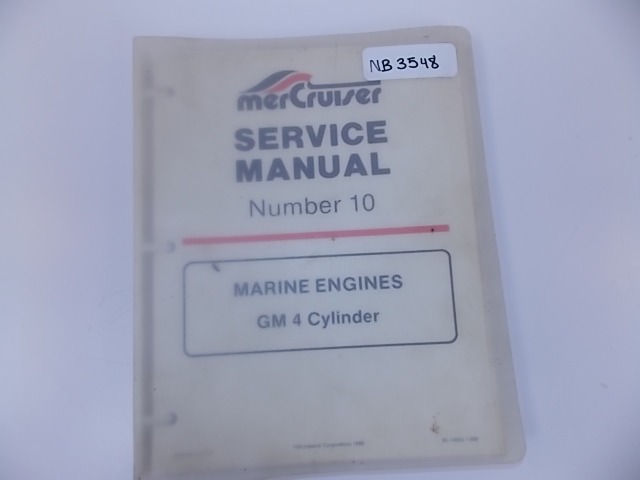 NB 3548
merCruiser
SERVICE
MANUAL
Number 10
MARINE ENGINES
GM 4 Cylinder